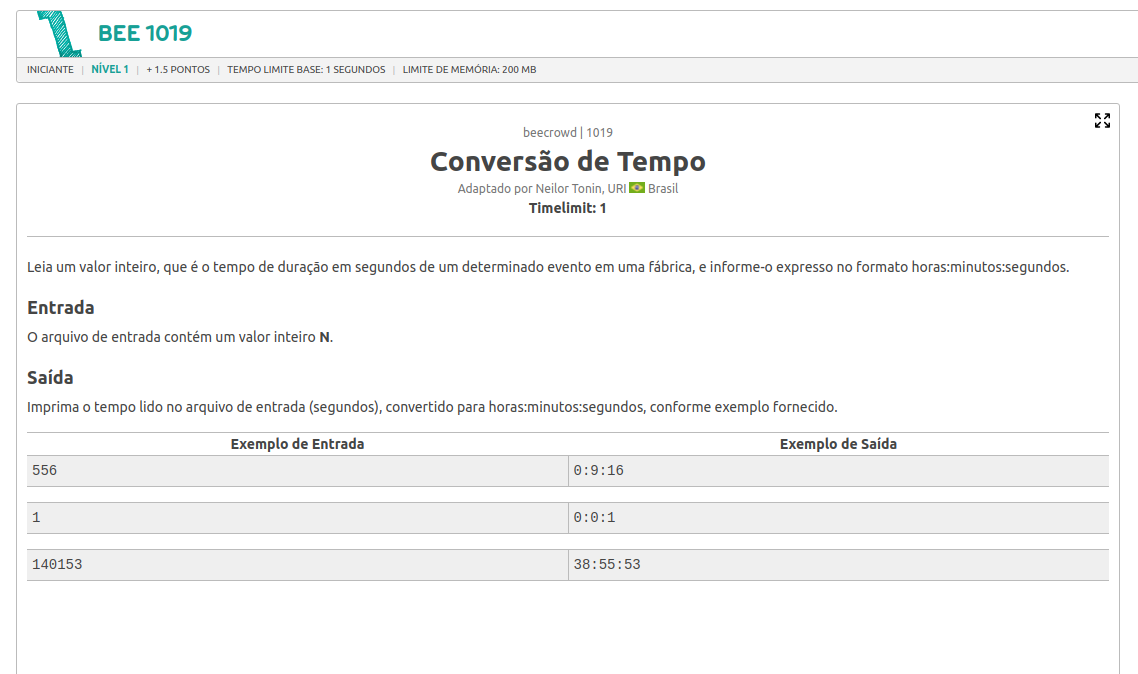 BEE 1019
INICIANTE | NÍVEL 1 | + 1.5 PONTOS | TEMPO LIMITE BASE: 1 SEGUNDOS | LIMITE DE MEMÓRIA: 200 MB
beecrowd | 1019
Conversão de Tempo
Adaptado por Neilor Tonin, URI Brasil
Timelimit: 1
Leia um valor inteiro, que é o tempo de duração em segundos de um determinado evento em uma fábrica, e informe-o expresso no formato horas:minutos:segundos.
Entrada
O arquivo de entrada contém um valor inteiro N.
Saída
Imprima o tempo lido no arquivo de entrada (segundos), convertido para horas:minutos:segundos, conforme exemplo fornecido.
Exemplo de Entrada Exemplo de Saída
556 0:9:16
1 0:0:1
140153 38:55:53